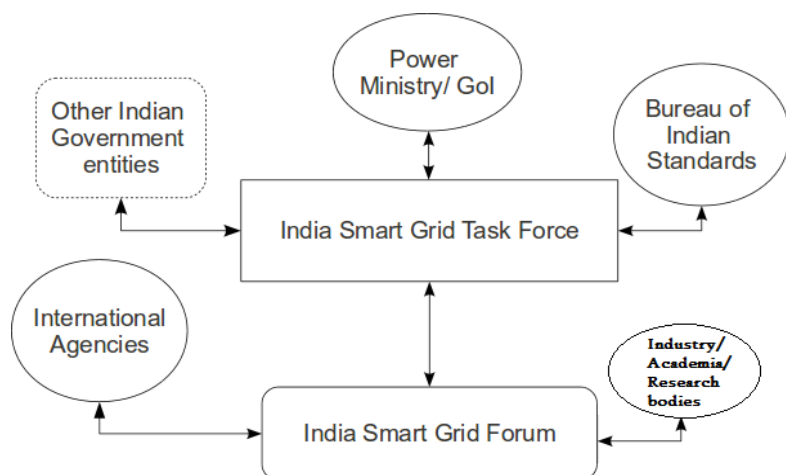 Power
Ministry/ GoI
Other Indian
Government
entities
Bureau of
Indian
Standards
India Smart Grid Task Force
International
Agencies
Industry/
Academia/
Research
bodies
India Smart Grid Forum